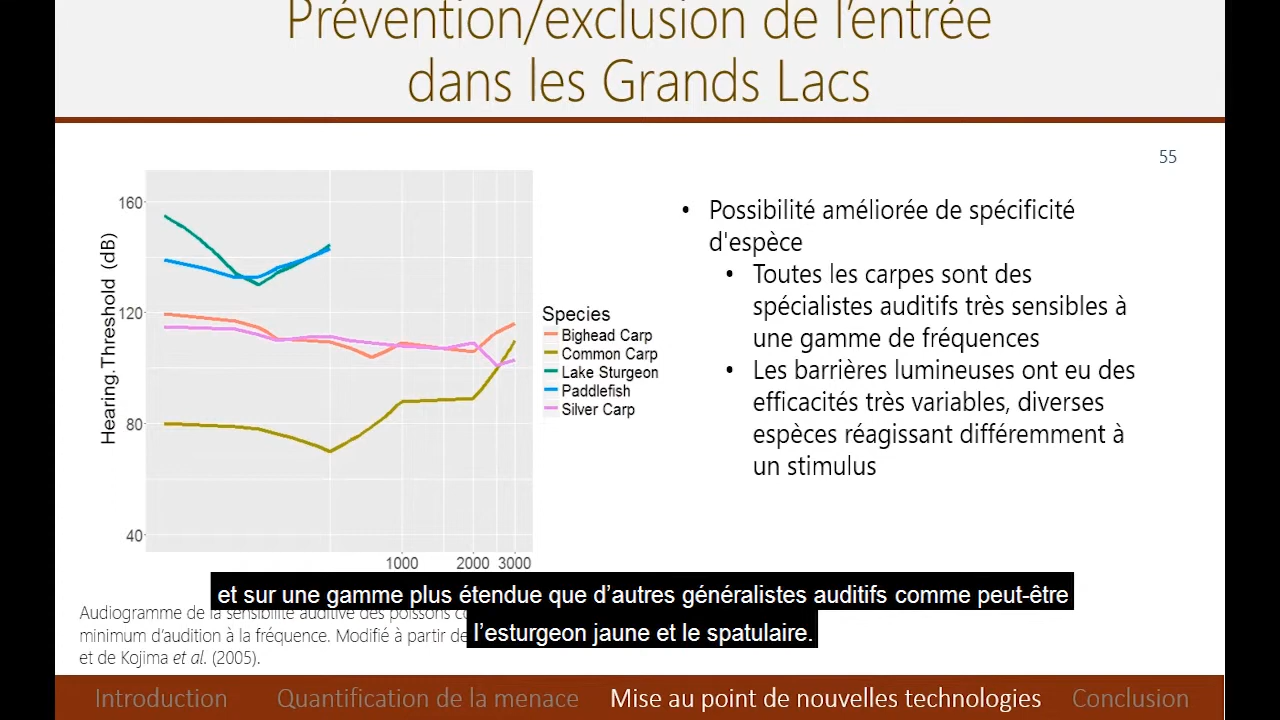 Prévention/exclusion de l’entrée
dans les Grands Lacs
55
160
120
80
40
Hearing.Threshold (dB)
1000 2000 3000
Species
Bighead Carp
Common Carp
Lake Sturgeon
Paddlefish
Silver Carp
• Possibilité améliorée de spécificité
d'espèce
• Toutes les carpes sont des
spécialistes auditifs très sensibles à
une gamme de fréquences
• Les barrières lumineuses ont eu des
efficacités très variables, diverses
espèces réagissant différemment à
un stimulus
et sur une gamme plus étendue que d’autres généralistes auditifs comme peut-être
l’esturgeon jaune et le spatulaire.
Audiogramme de la sensibilité auditive des poissons
minimum d’audition à la fréquence. Modifié à partir de
et de Kojima et al. (2005).
Introduction Quantification de la menace Mise au point de nouvelles technologies Conclusion